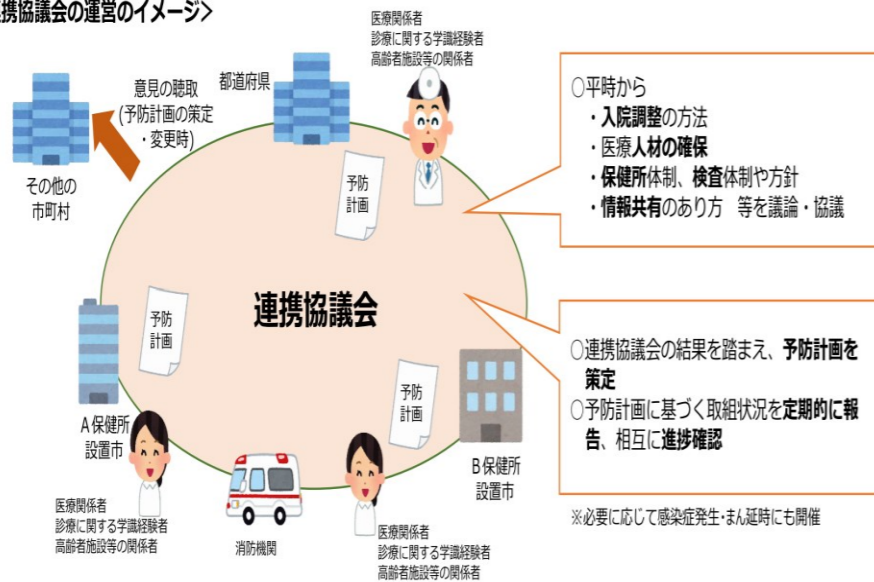 携協議会の運営のイメージ>
医療関係者
診療に関する学識経験者
高齢者施設等の関係者
都道府県
意見の聴取
(予防計画の策定
・変更時)
その他の
市町村
予防
計画
○平時から
・入院調整の方法
・医療人材の確保
・保健所体制、検査体制や方針
・情報共有のあり方 等を議論・協議
連携協議会
予防
計画
A保健所
設置市
予防
計画
B保健所
設置市
○連携協議会の結果を踏まえ、予防計画を
策定
○予防計画に基づく取組状況を定期的に報
告、相互に進捗確認
※必要に応じて感染症発生・まん延時にも開催
医療関係者
診療に関する学識経験者
高齢者施設等の関係者
消防機関
医療関係者
診療に関する学識経験者
高齢者施設等の関係者